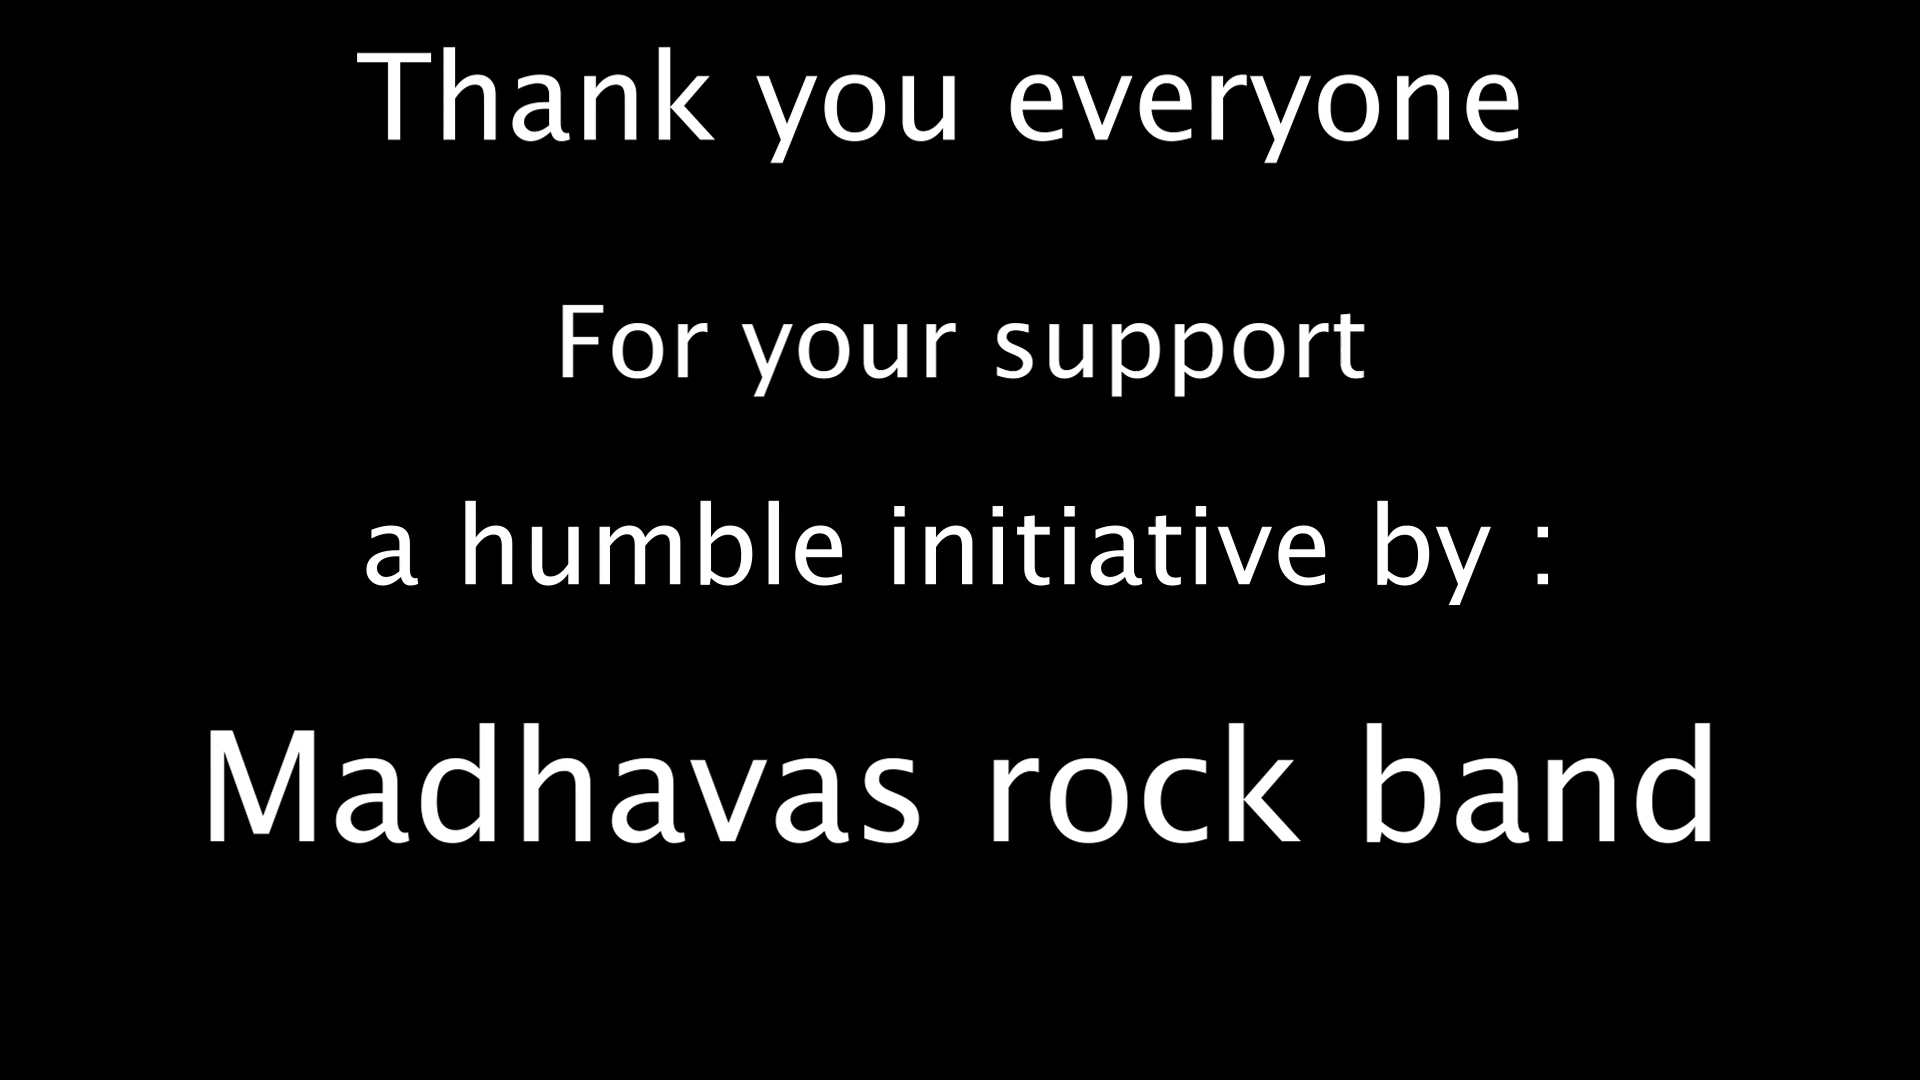 Thank you everyone
For your support
a humble initiative by :
Madhavas rock band